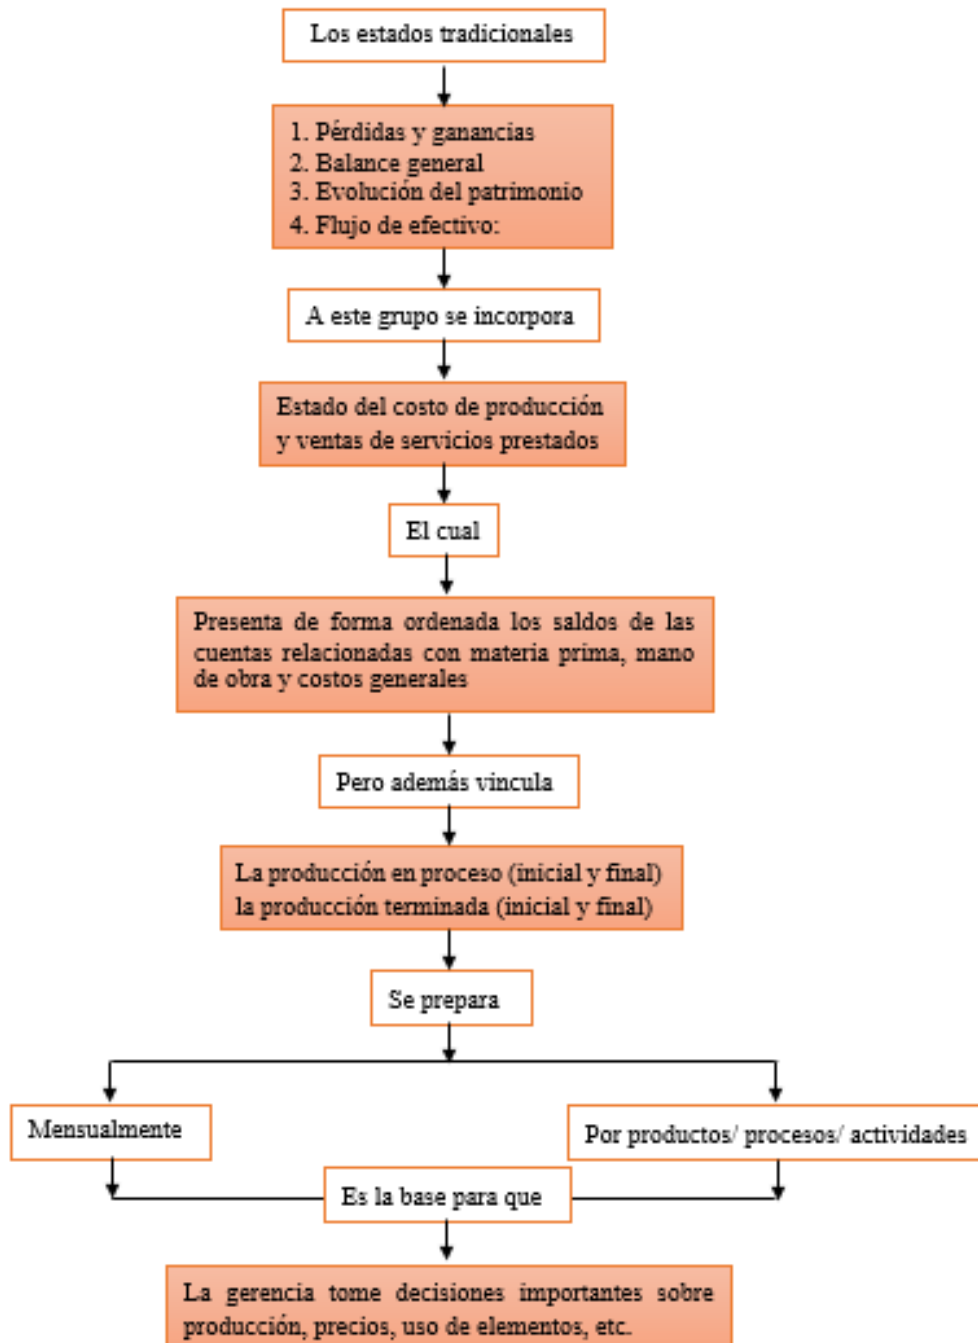 Los estados tradicionales
1. Pérdidas y ganancias
2. Balance general
3. Evolución del patrimonio
4. Flujo de efectivo:
A este grupo se incorpora
Estado del costo de producción
y ventas de servicios prestados
El cual
Presenta de forma ordenada los saldos de las
cuentas relacionadas con materia prima, mano
de obra y costos generales
Pero además vincula
La producción en proceso (inicial y final)
la producción terminada (inicial y final)
Se prepara
Mensualmente
Por productos/ procesos/ actividades
Es la base para que
La gerencia tome decisiones importantes sobre
producción, precios, uso de elementos, etc.